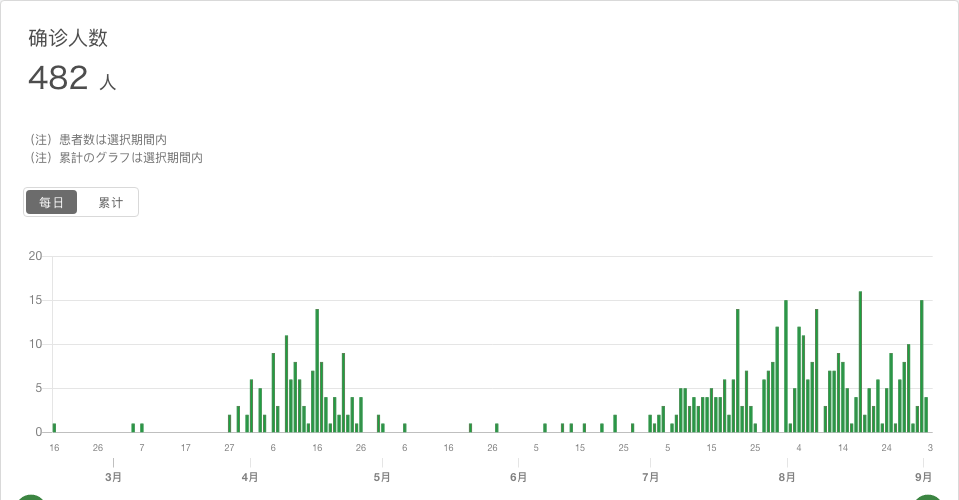 确诊人数
482 人
（注）患者数は選択期間内
（注）累計のグラフは選択期間内
每日 累计
20
15
10
5
0
16 26 7 17 27 6 16 26 6 16 26 5 15 25 5 15 25 4 14 24 3
3月 4月 5月 6月 7月 8月 9月